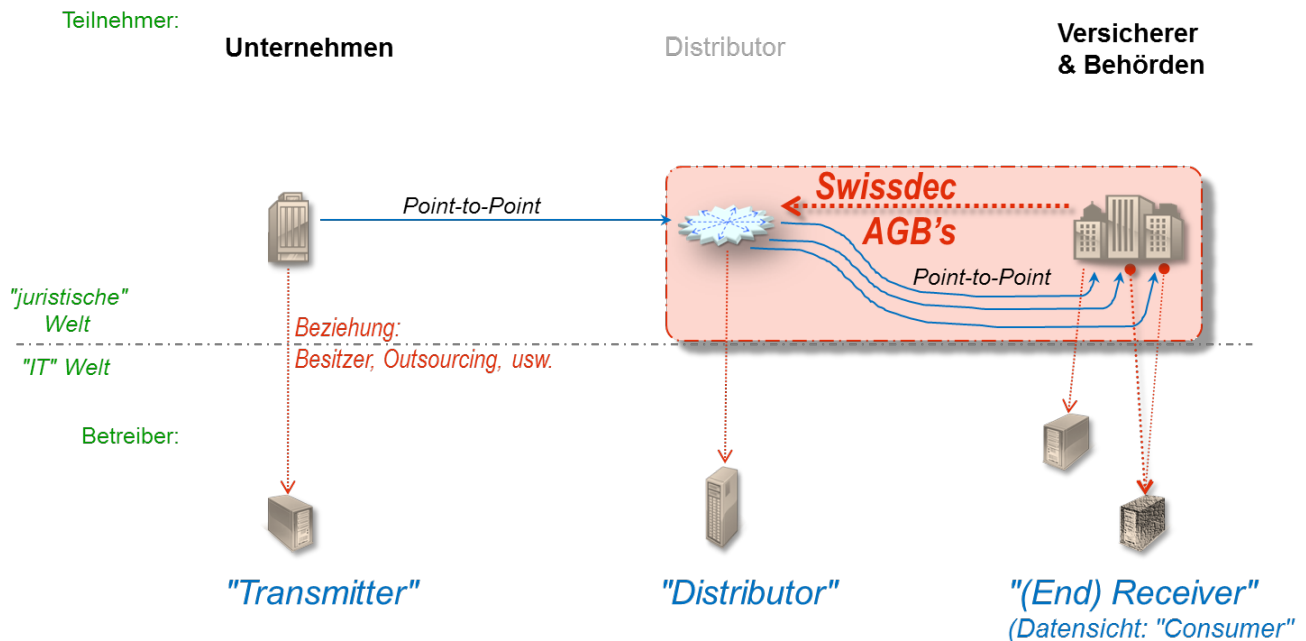 Teilnehmer:
Unternehmen
Distributor
Versicherer
& Behörden
Point-to-Point
Swissdec
AGB's
Point-to-Point
"juristische"
Welt
Beziehung:
Besitzer, Outsourcing, usw.
"IT" Welt
Betreiber:
"Transmitter"
"Distributor"
"(End) Receiver"
(Datensicht: "Consumer"